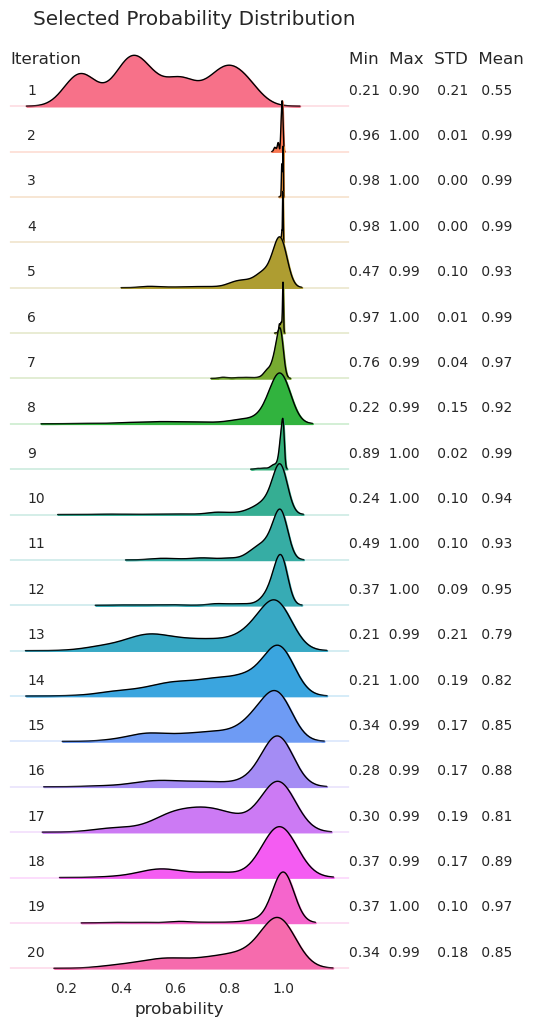 Selected Probability Distribution
Iteration Min Max STD Mean
1 0.21 0.90 0.21 0.55
2 0.96 1.00 0.01 0.99
3 0.98 1.00 0.00 0.99
4 0.98 1.00 0.00 0.99
5 0.47 0.99 0.10 0.93
6 0.97 1.00 0.01 0.99
7 0.76 0.99 0.04 0.97
8 0.22 0.99 0.15 0.92
9 0.89 1.00 0.02 0.99
10 0.24 1.00 0.10 0.94
11 0.49 1.00 0.10 0.93
12 0.37 1.00 0.09 0.95
13 0.21 0.99 0.21 0.79
14 0.21 1.00 0.19 0.82
15 0.34 0.99 0.17 0.85
16 0.28 0.99 0.17 0.88
17 0.30 0.99 0.19 0.81
18 0.37 0.99 0.17 0.89
19 0.37 1.00 0.10 0.97
20 0.34 0.99 0.18 0.85
0.2 0.4 0.6 0.8 1.0
probability